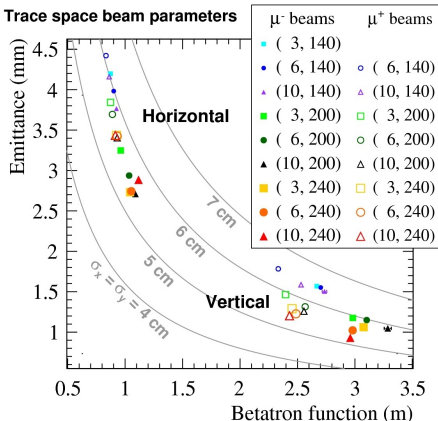 Trace space beam parameters
μ⁻ beams μ⁺ beams
( 3, 140)
( 6, 140) ( 6, 140)
(10, 140) (10, 140)
( 3, 200) ( 3, 200)
( 6, 200) ( 6, 200)
(10, 200) (10, 200)
( 3, 240) ( 3, 240)
( 6, 240) ( 6, 240)
(10, 240) (10, 240)
Emittance (mm)
4.5
4.0
3.5
3.0
2.5
2.0
1.5
1.0
Horizontal
Vertical
7 cm
6 cm
5 cm
σx = σy = 4 cm
0.5 1 1.5 2 2.5 3 3.5
Betatron function (m)